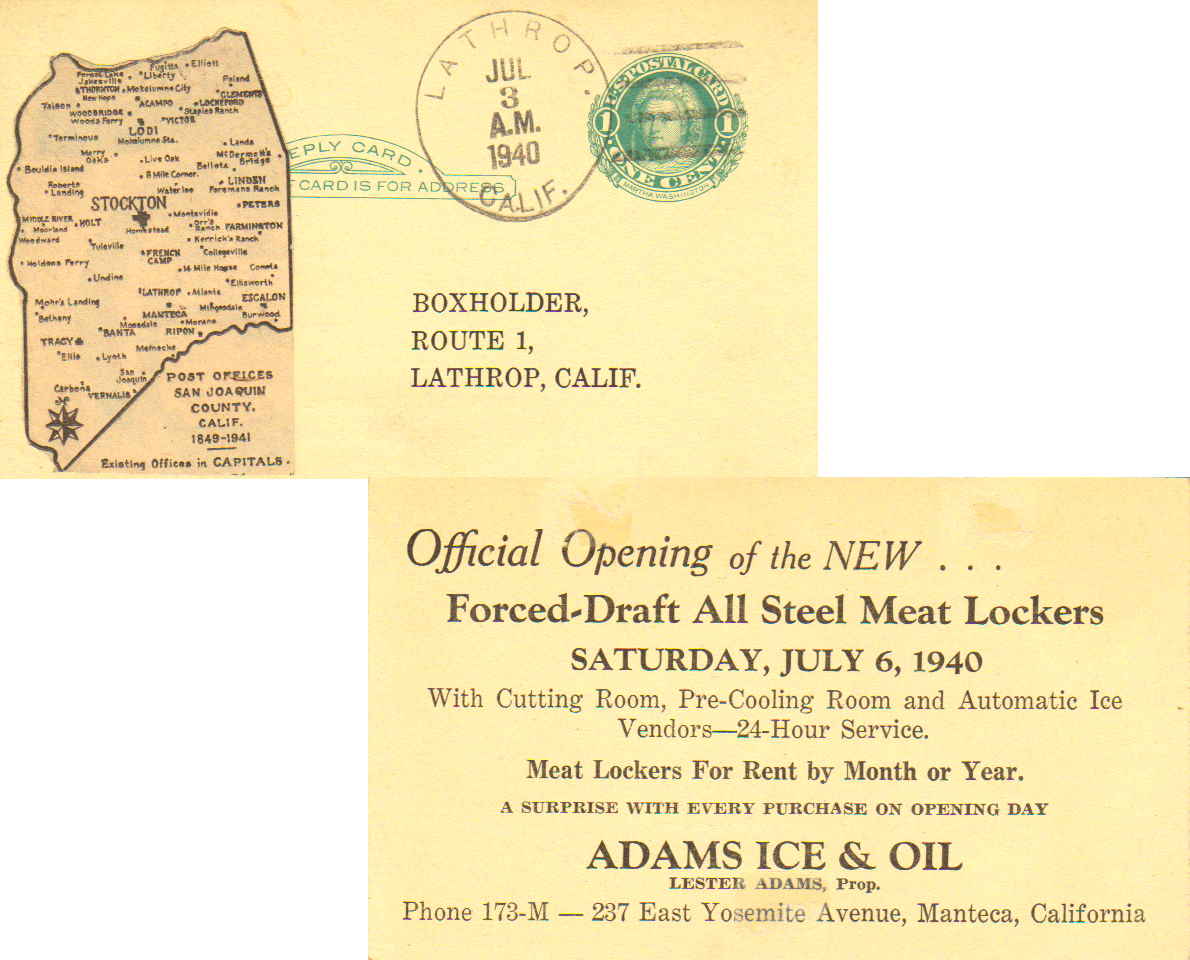 Fugitts
Elliott
Forest Lake
Jakesville
Liberty
Poland
THORNTON
Mokelumne City
CLEMENTS
New Hope
ACAMPO
LOCKEFORD
Staples Ranch
WOODBRIDGE
Woods Ferry
VICTOR
LODI
Terminous
Mokelumne Sta.
Landa
Merry
Oaks
McDermott's
Bridge
Live Oak
Bellota
Bouldin Island
8 Mile Corner.
LINDEN
Roberts
Landing
Waterloo
Foremans Ranch
STOCKTON
PETERS
Montevidio
MIDDLE RIVER
HOLT
Orr's
Ranch
FARMINGTON
Moorland
Homestead
Woodward
Kerrick's Ranch
Tuleville
FRENCH
CAMP
Collegeville
Holdens Ferry
14 Mile House
Comets
Undine
Ellisworth
LATHROP
Atlanta
ESCALON
Mohr's Landing
MANTECA
Burwood
Bethany
Mossdale
Morano
BANTA
RIPON
TRACY
Ellis
Lyoth
Meinecke
San
Joaquin
Carbona
VERNALIS
POST OFFICES
SAN JOAQUIN
COUNTY.
CALIF.
1849-1941
Existing Offices in CAPITALS.
EPLY CARD
CARD IS FOR ADDRESS
LATHROP.
JUL
3
A.M.
1940
CALIF.
U.S. POSTAL CARD
1 1
ONE CENT
MARTHA WASHINGTON
BOXHOLDER,
ROUTE 1,
LATHROP, CALIF.
Official Opening of the NEW . . .
Forced-Draft All Steel Meat Lockers
SATURDAY, JULY 6, 1940
With Cutting Room, Pre-Cooling Room and Automatic Ice
Vendors—24-Hour Service.
Meat Lockers For Rent by Month or Year.
A SURPRISE WITH EVERY PURCHASE ON OPENING DAY
ADAMS ICE & OIL
LESTER ADAMS, Prop.
Phone 173-M — 237 East Yosemite Avenue, Manteca, California